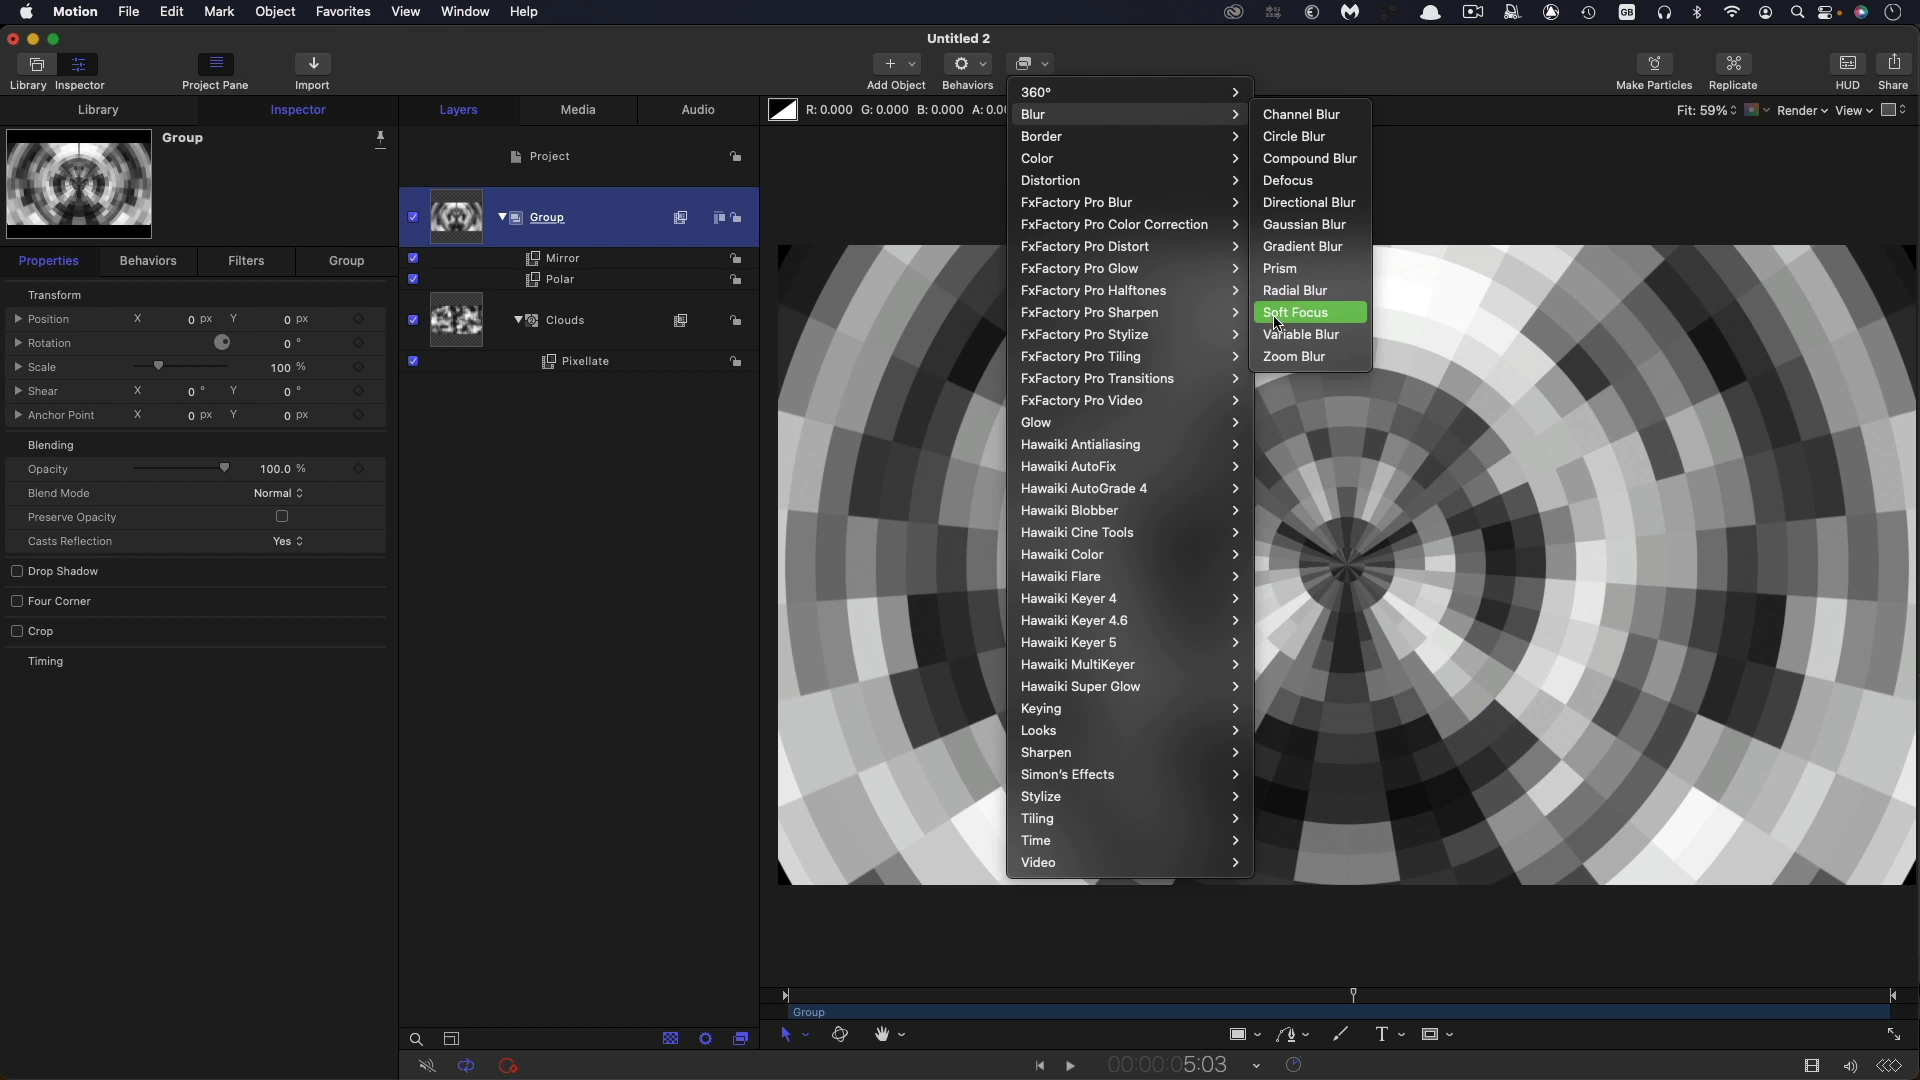 Motion File Edit Mark Object Favorites View Window Help
GB
Untitled 2
Library Inspector
Project Pane
Import
Add Object
Behaviors
Make Particles
Replicate
HUD
Share
Library Inspector
Layers Media Audio
R: 0.000 G: 0.000 B: 0.000 A: 0.00
Fit: 59% Render View
Group
Properties Behaviors Filters Group
Transform
Position X 0 px Y 0 px
Rotation 0 °
Scale 100 %
Shear X 0 ° Y 0 °
Anchor Point X 0 px Y 0 px
Blending
Opacity 100.0 %
Blend Mode Normal
Preserve Opacity
Casts Reflection Yes
Drop Shadow
Four Corner
Crop
Timing
Project
Group
Mirror
Polar
Clouds
Pixellate
360°
Blur
Border
Color
Distortion
FxFactory Pro Blur
FxFactory Pro Color Correction
FxFactory Pro Distort
FxFactory Pro Glow
FxFactory Pro Halftones
FxFactory Pro Sharpen
FxFactory Pro Stylize
FxFactory Pro Tiling
FxFactory Pro Transitions
FxFactory Pro Video
Glow
Hawaiki Antialiasing
Hawaiki AutoFix
Hawaiki AutoGrade 4
Hawaiki Blobber
Hawaiki Cine Tools
Hawaiki Color
Hawaiki Flare
Hawaiki Keyer 4
Hawaiki Keyer 4.6
Hawaiki Keyer 5
Hawaiki MultiKeyer
Hawaiki Super Glow
Keying
Looks
Sharpen
Simon's Effects
Stylize
Tiling
Time
Video
Channel Blur
Circle Blur
Compound Blur
Defocus
Directional Blur
Gaussian Blur
Gradient Blur
Prism
Radial Blur
Soft Focus
Variable Blur
Zoom Blur
Group
T
00:00:05:03